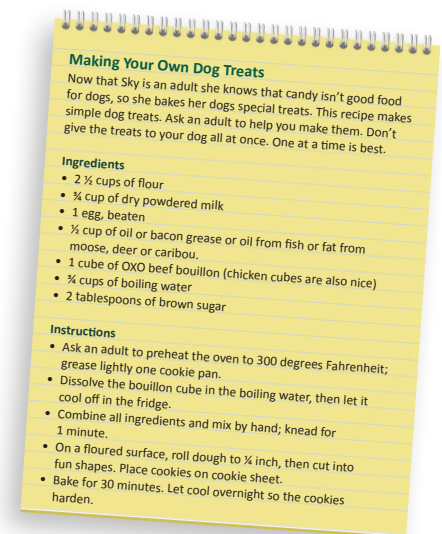 Making Your Own Dog Treats
Now that Sky is an adult she knows that candy isn't good food
for dogs, so she bakes her dogs special treats. This recipe makes
simple dog treats. Ask an adult to help you make them. Don't
give the treats to your dog all at once. One at a time is best.
Ingredients
• 2 ½ cups of flour
• ¾ cup of dry powdered milk
• 1 egg, beaten
• ½ cup of oil or bacon grease or oil from fish or fat from
moose, deer or caribou.
• 1 cube of OXO beef bouillon (chicken cubes are also nice)
• ¾ cups of boiling water
• 2 tablespoons of brown sugar
Instructions
• Ask an adult to preheat the oven to 300 degrees Fahrenheit;
grease lightly one cookie pan.
• Dissolve the bouillon cube in the boiling water, then let it
cool off in the fridge.
• Combine all ingredients and mix by hand; knead for
1 minute.
• On a floured surface, roll dough to ¼ inch, then cut into
fun shapes. Place cookies on cookie sheet.
• Bake for 30 minutes. Let cool overnight so the cookies
harden.